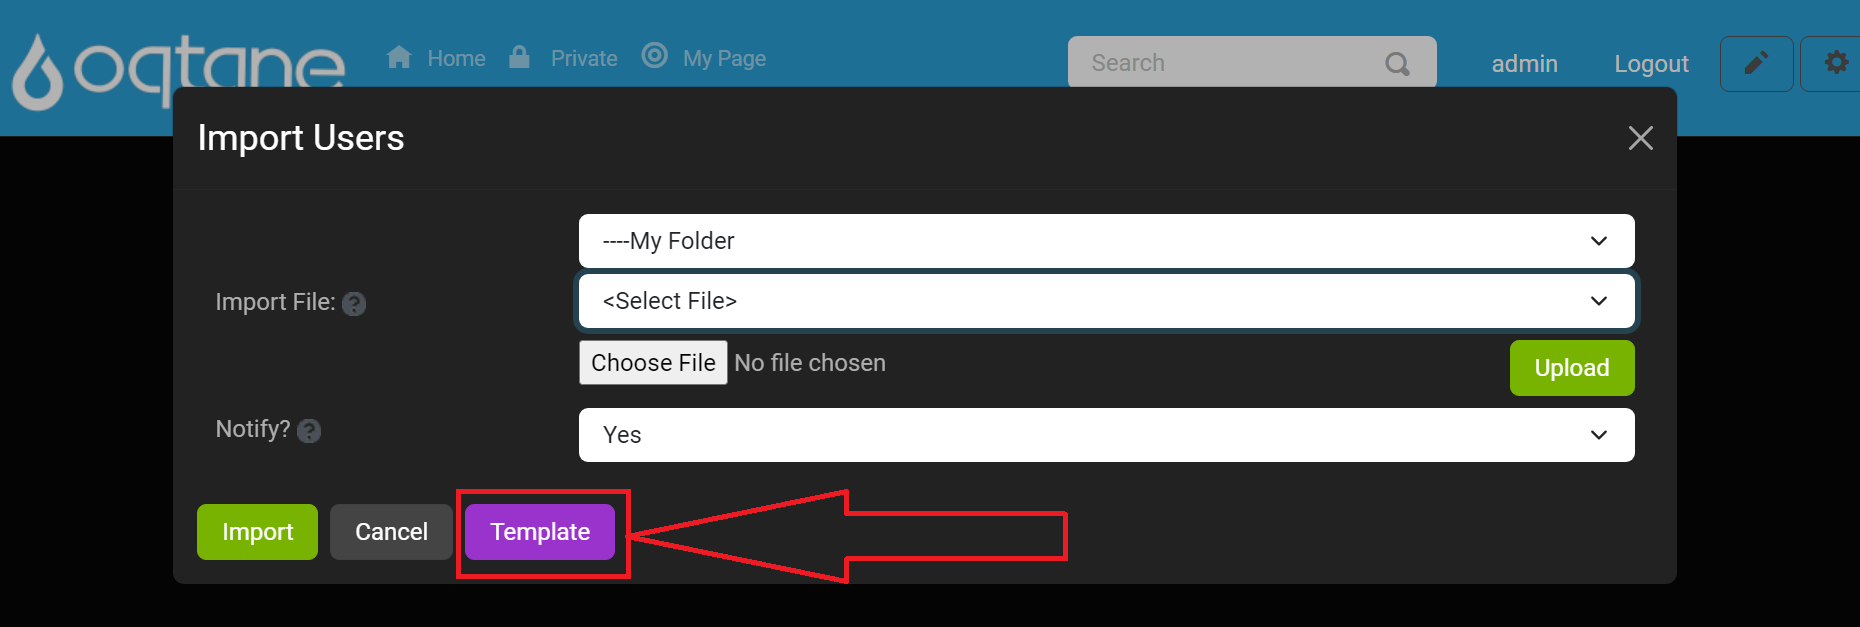 oqtane
Home Private My Page
Search
admin Logout
Import Users
----My Folder
Import File: ?
<Select File>
Choose File No file chosen
Upload
Notify? ?
Yes
Import Cancel Template